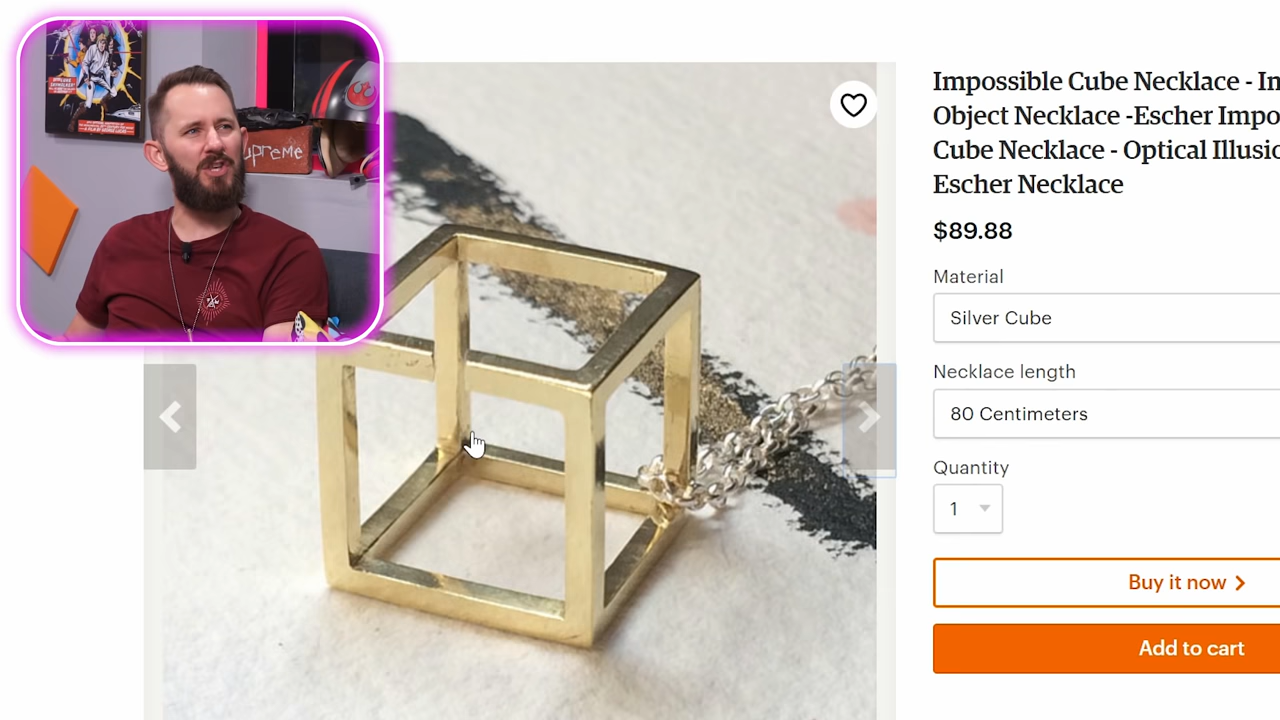 upreme
Impossible Cube Necklace - In
Object Necklace -Escher Impo
Cube Necklace - Optical Illusio
Escher Necklace
$89.88
Material
Silver Cube
Necklace length
80 Centimeters
Quantity
1
Buy it now
Add to cart